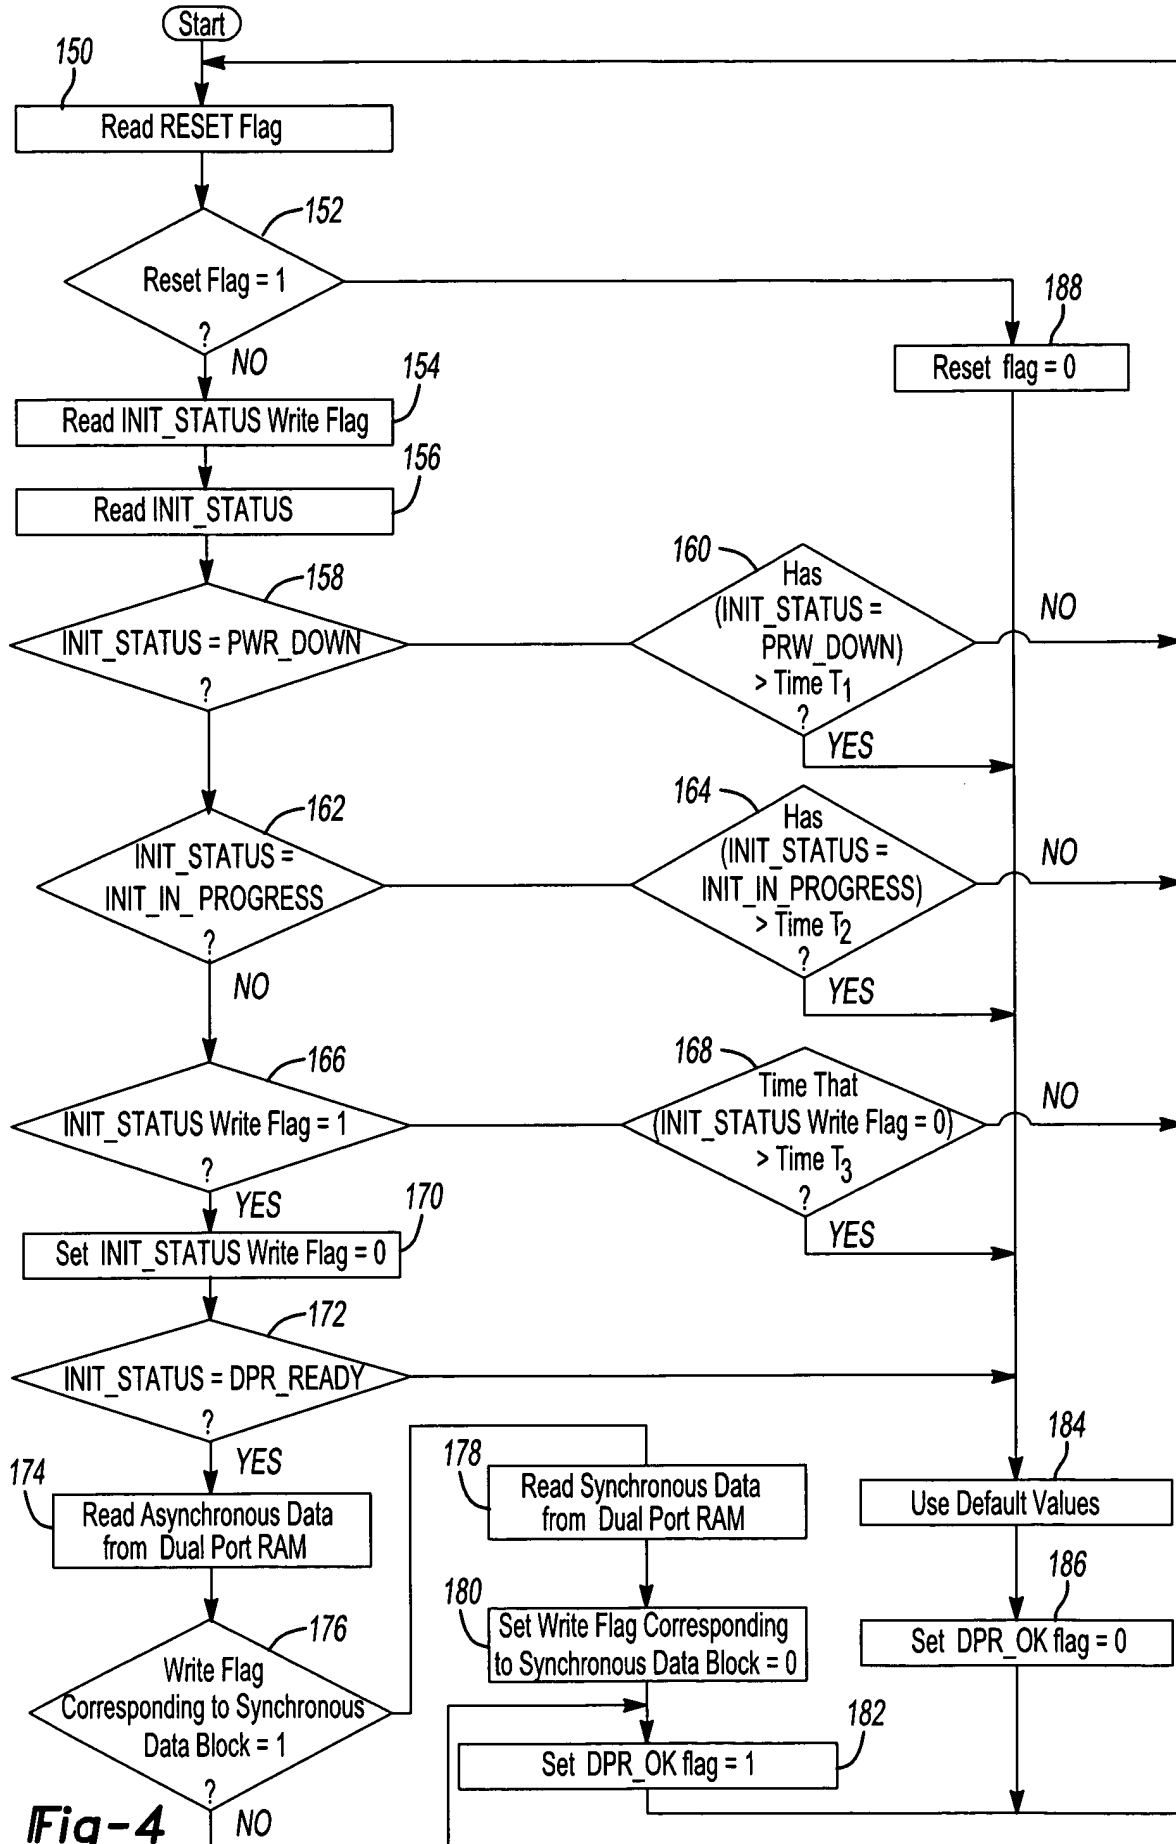 Start
150
Read RESET Flag
152
Reset Flag = 1
?
NO
188
Reset flag = 0
154
Read INIT_STATUS Write Flag
156
Read INIT_STATUS
158
INIT_STATUS = PWR_DOWN
?
160
Has
(INIT_STATUS =
PRW_DOWN)
> Time T1
?
NO
YES
162
INIT_STATUS =
INIT_IN_PROGRESS
?
NO
164
Has
(INIT_STATUS =
INIT_IN_PROGRESS)
> Time T2
?
NO
YES
166
INIT_STATUS Write Flag = 1
?
YES
168
Time That
(INIT_STATUS Write Flag = 0)
> Time T3
?
NO
YES
170
Set INIT_STATUS Write Flag = 0
172
INIT_STATUS = DPR_READY
?
YES
174
Read Asynchronous Data
from Dual Port RAM
176
Write Flag
Corresponding to Synchronous
Data Block = 1
?
NO
178
Read Synchronous Data
from Dual Port RAM
180
Set Write Flag Corresponding
to Synchronous Data Block = 0
182
Set DPR_OK flag = 1
184
Use Default Values
186
Set DPR_OK flag = 0
Fig-4